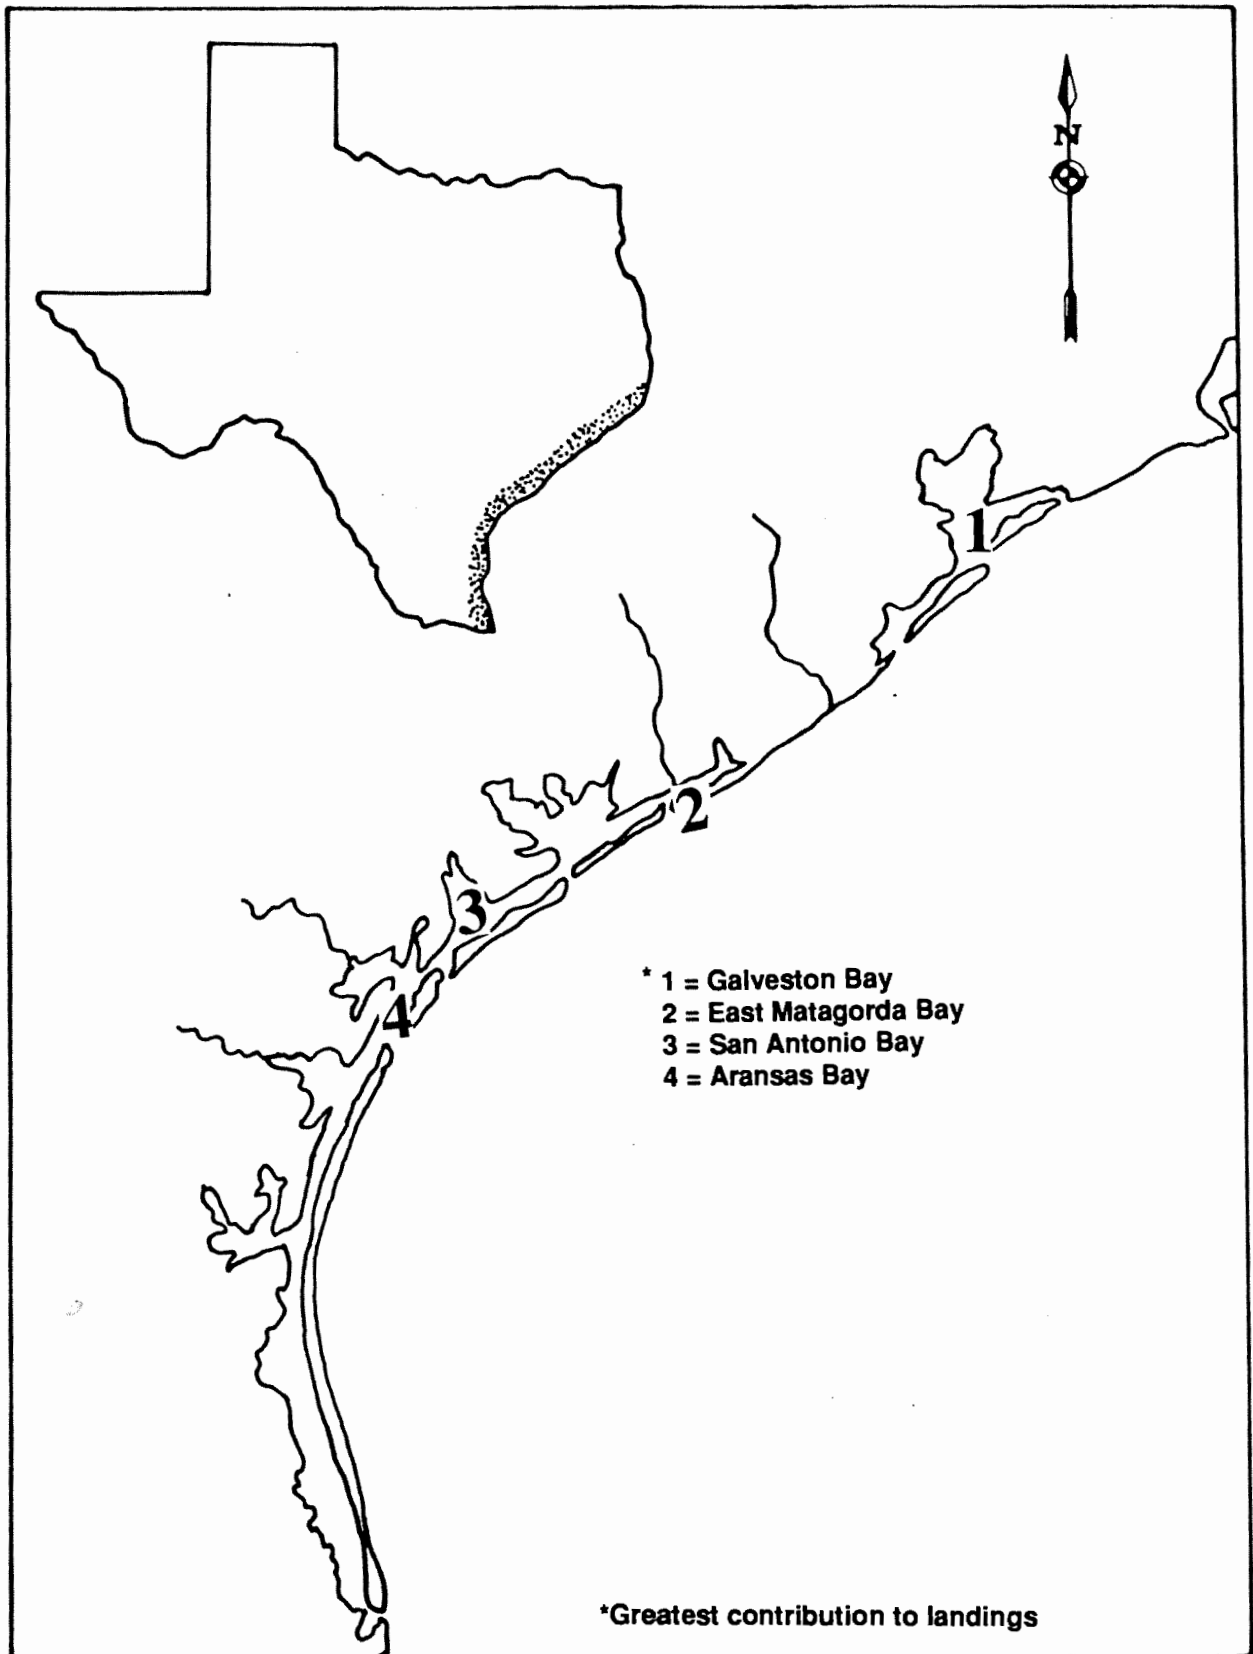 N
1
2
3
4
* 1 = Galveston Bay
2 = East Matagorda Bay
3 = San Antonio Bay
4 = Aransas Bay
*Greatest contribution to landings